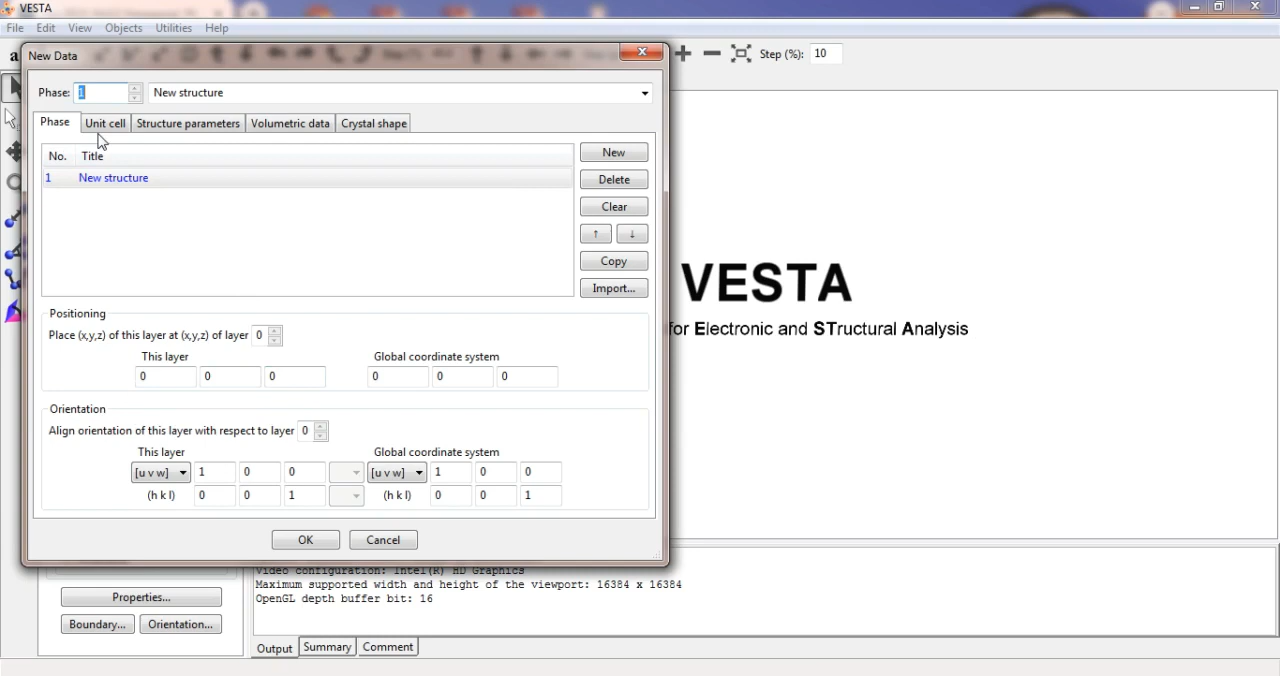 VESTA
File Edit View Objects Utilities Help
New Data
Step (%): 10
Phase: 1 New structure
Phase Unit cell Structure parameters Volumetric data Crystal shape
No. Title
1 New structure
New
Delete
Clear
↑ ↓
Copy
Import...
VESTA
for Electronic and STructural Analysis
Positioning
Place (x,y,z) of this layer at (x,y,z) of layer 0
This layer Global coordinate system
0 0 0 0 0 0
Orientation
Align orientation of this layer with respect to layer 0
This layer Global coordinate system
[u v w] 1 0 0 [u v w] 1 0 0
(h k l) 0 0 1 (h k l) 0 0 1
OK Cancel
Video configuration: Intel(R) HD Graphics
Maximum supported width and height of the viewport: 16384 x 16384
OpenGL depth buffer bit: 16
Properties...
Boundary... Orientation...
Output Summary Comment